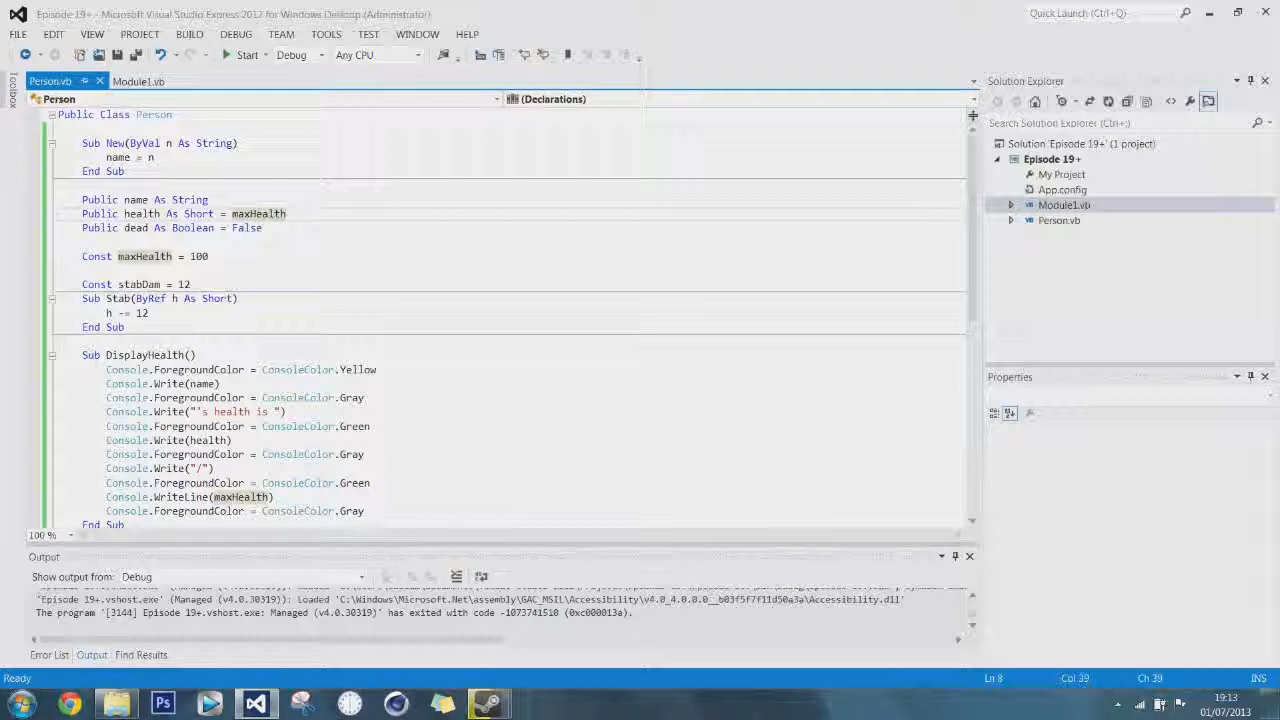 Episode 19+ - Microsoft Visual Studio Express 2012 for Windows Desktop (Administrator)
Quick Launch (Ctrl+Q)
FILE EDIT VIEW PROJECT BUILD DEBUG TEAM TOOLS TEST WINDOW HELP
Start Debug Any CPU
Toolbox
Person.vb Module1.vb
Person (Declarations)
Public Class Person
Sub New(ByVal n As String)
name = n
End Sub
Public name As String
Public health As Short = maxHealth
Public dead As Boolean = False
Const maxHealth = 100
Const stabDam = 12
Sub Stab(ByRef h As Short)
h -= 12
End Sub
Sub DisplayHealth()
Console.ForegroundColor = ConsoleColor.Yellow
Console.Write(name)
Console.ForegroundColor = ConsoleColor.Gray
Console.Write("'s health is ")
Console.ForegroundColor = ConsoleColor.Green
Console.Write(health)
Console.ForegroundColor = ConsoleColor.Gray
Console.Write("/")
Console.ForegroundColor = ConsoleColor.Green
Console.WriteLine(maxHealth)
Console.ForegroundColor = ConsoleColor.Gray
End Sub
100 %
Solution Explorer
Search Solution Explorer (Ctrl+;)
Solution 'Episode 19+' (1 project)
Episode 19+
My Project
App.config
Module1.vb
Person.vb
Properties
Output
Show output from: Debug
'Episode 19+.vshost.exe' (Managed (v4.0.30319)): Loaded 'C:\Windows\Microsoft.Net\assembly\GAC_MSIL\Accessibility\v4.0_4.0.0.0__b03f5f7f11d50a3a\Accessibility.dll'
The program '[3144] Episode 19+.vshost.exe: Managed (v4.0.30319)' has exited with code -1073741510 (0xc000013a).
Error List Output Find Results
Ready Ln 8 Col 39 Ch 39 INS
Ps
19:13
01/07/2013